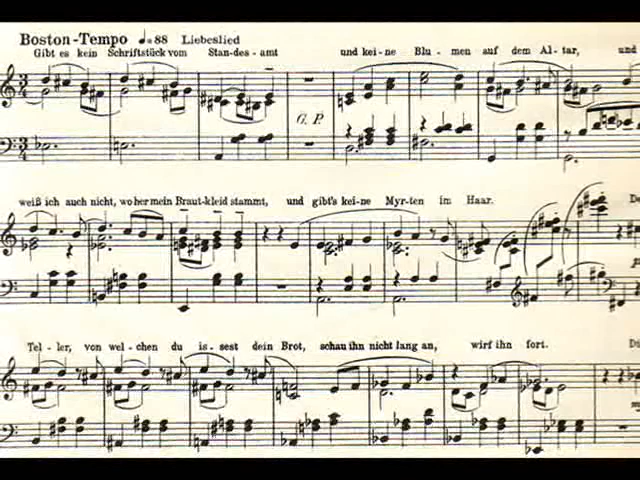 Boston-Tempo ♩=88 Liebeslied
Gibt es kein Schriftstück vom Stan-des-amt und kei-ne Blu-men auf dem Al-tar, und
G. P.
weiß ich auch nicht, wo her mein Braut-kleid stammt, und gibt's kei-ne Myr-ten im Haar. De
p
Tel-ler, von wel-chen du is-sest dein Brot, schau ihn nicht lang an, wirf ihn fort. Di